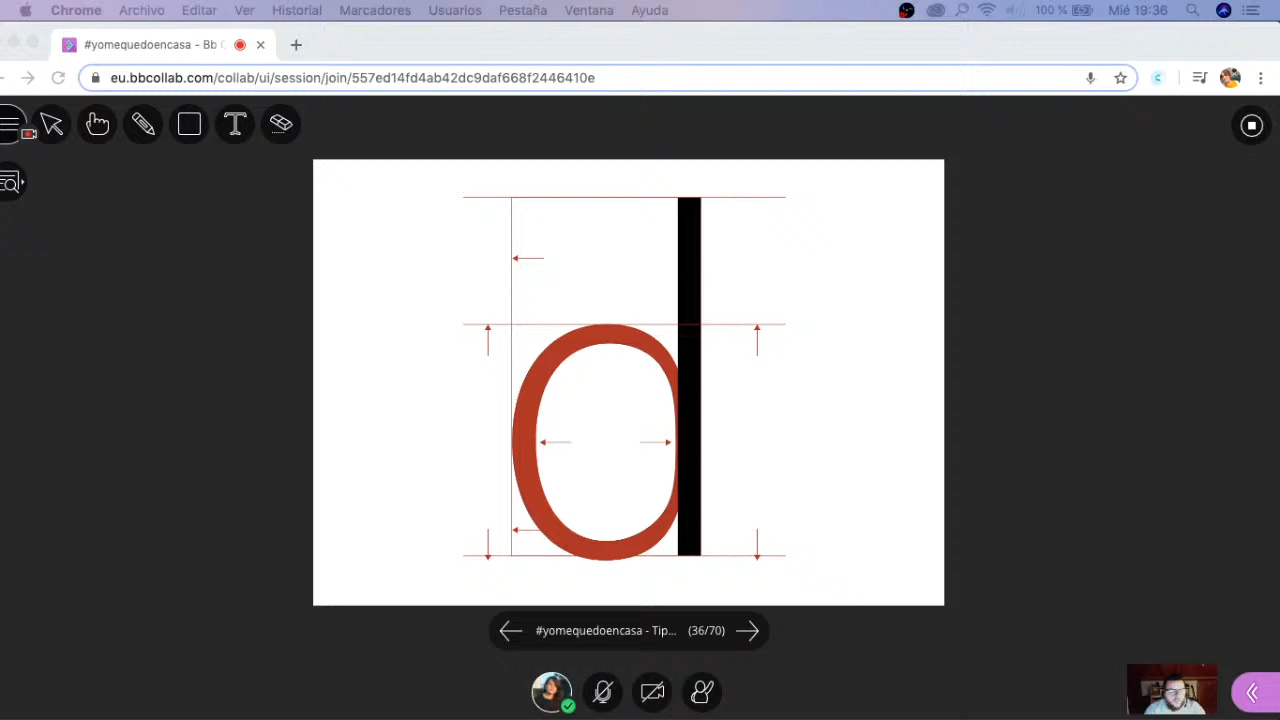 Chrome Archivo Editar Ver Historial Marcadores Usuarios Pestaña Ventana Ayuda 100 % Mié 19:36
#yomequedoencasa - Bb C
eu.bbcollab.com/collab/ui/session/join/557ed14fd4ab42dc9daf668f2446410e
d
#yomequedoencasa - Tip... (36/70)